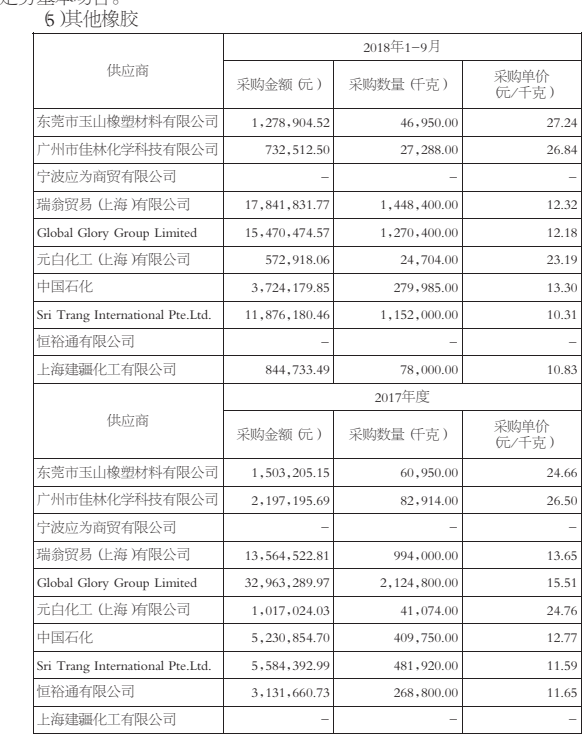 (6)其他橡胶
供应商 2018年1-9月
采购金额(元) 采购数量(千克) 采购单价(元/千克)
东莞市玉山橡塑材料有限公司 1,278,904.52 46,950.00 27.24
广州市佳林化学科技有限公司 732,512.50 27,288.00 26.84
宁波应为商贸有限公司 – – –
瑞翁贸易(上海)有限公司 17,841,831.77 1,448,400.00 12.32
Global Glory Group Limited 15,470,474.57 1,270,400.00 12.18
元白化工(上海)有限公司 572,918.06 24,704.00 23.19
中国石化 3,724,179.85 279,985.00 13.30
Sri Trang International Pte.Ltd. 11,876,180.46 1,152,000.00 10.31
恒裕通有限公司 – – –
上海建疆化工有限公司 844,733.49 78,000.00 10.83
供应商 2017年度
采购金额(元) 采购数量(千克) 采购单价(元/千克)
东莞市玉山橡塑材料有限公司 1,503,205.15 60,950.00 24.66
广州市佳林化学科技有限公司 2,197,195.69 82,914.00 26.50
宁波应为商贸有限公司 – – –
瑞翁贸易(上海)有限公司 13,564,522.81 994,000.00 13.65
Global Glory Group Limited 32,963,289.97 2,124,800.00 15.51
元白化工(上海)有限公司 1,017,024.03 41,074.00 24.76
中国石化 5,230,854.70 409,750.00 12.77
Sri Trang International Pte.Ltd. 5,584,392.99 481,920.00 11.59
恒裕通有限公司 3,131,660.73 268,800.00 11.65
上海建疆化工有限公司 – – –